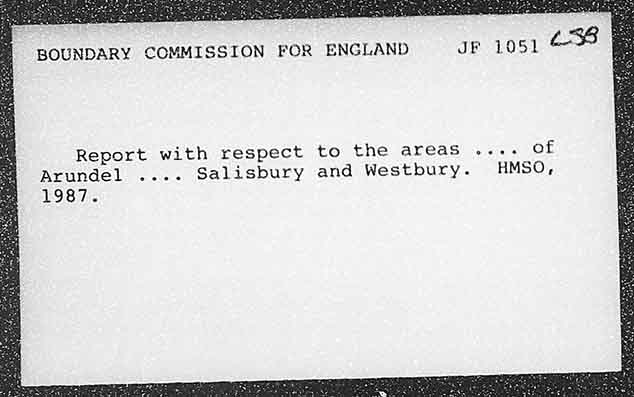 BOUNDARY COMMISSION FOR ENGLAND JF 1051 LSB
Report with respect to the areas .... of
Arundel .... Salisbury and Westbury. HMSO,
1987.